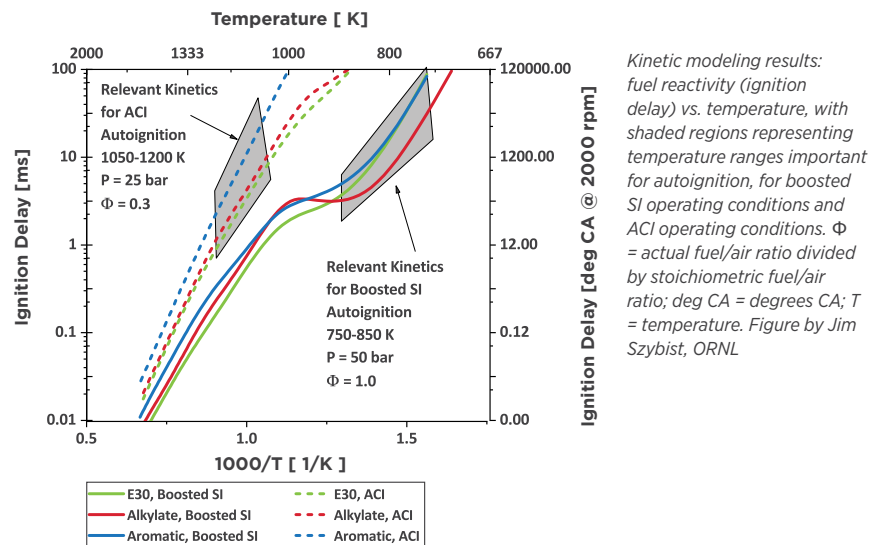 Temperature [ K]
2000 1333 1000 800 667
100 120000.00
10 1200.00
1 12.00
0.1 0.12
0.01 0.00
0.5 1.0 1.5
Ignition Delay [ms]
Ignition Delay [deg CA @ 2000 rpm]
1000/T [ 1/K ]
Relevant Kinetics
for ACI
Autoignition
1050-1200 K
P = 25 bar
Φ = 0.3
Relevant Kinetics
for Boosted SI
Autoignition
750-850 K
P = 50 bar
Φ = 1.0
E30, Boosted SI E30, ACI
Alkylate, Boosted SI Alkylate, ACI
Aromatic, Boosted SI Aromatic, ACI
Kinetic modeling results:
fuel reactivity (ignition
delay) vs. temperature, with
shaded regions representing
temperature ranges important
for autoignition, for boosted
SI operating conditions and
ACI operating conditions. Φ
= actual fuel/air ratio divided
by stoichiometric fuel/air
ratio; deg CA = degrees CA; T
= temperature. Figure by Jim
Szybist, ORNL